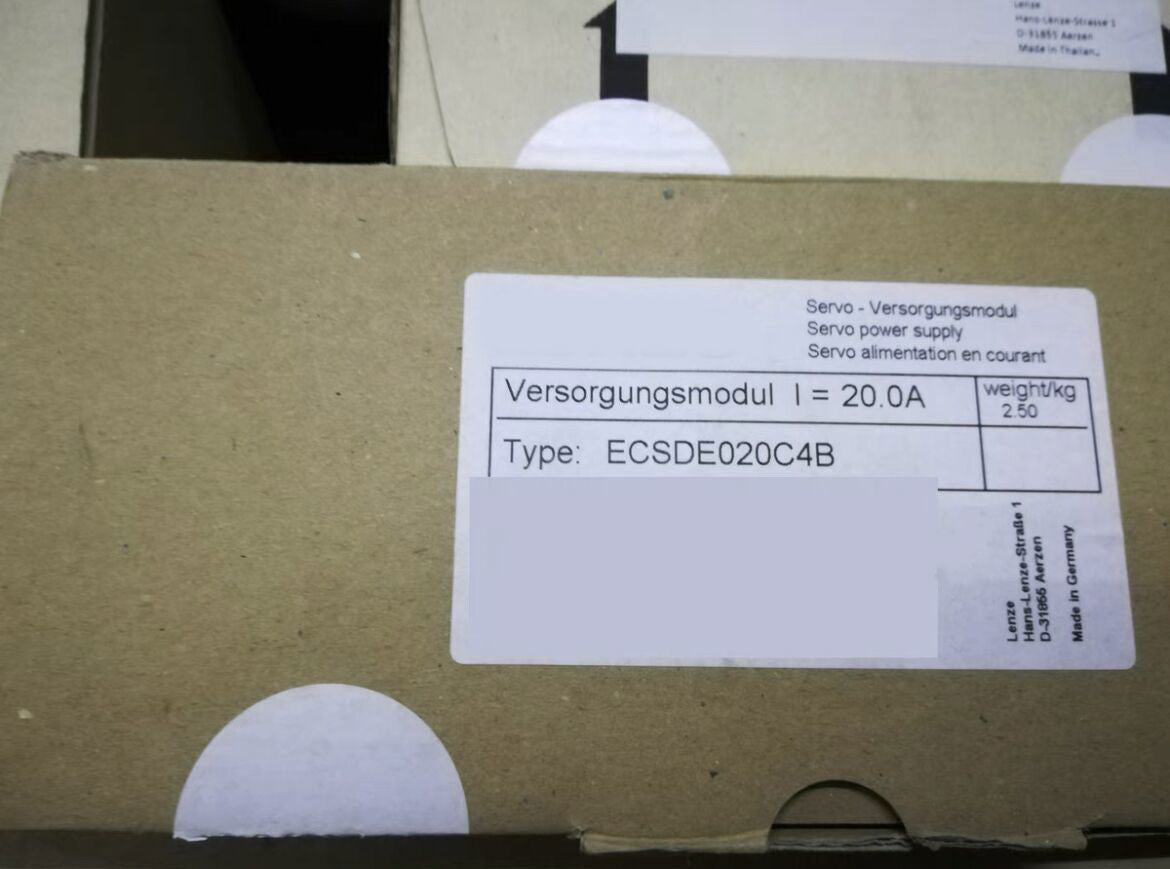 Lenze
Hans-Lenze-Strasse 1
D-31855 Aerzen
Made in
Servo - Versorgungsmodul
Servo power supply
Servo alimentation en courant
Versorgungsmodul I = 20.0A
weight/kg
2.50
Type: ECSDE020C4B
Lenze
Hans-Lenze-Straße 1
D-31855 Aerzen
Made in Germany